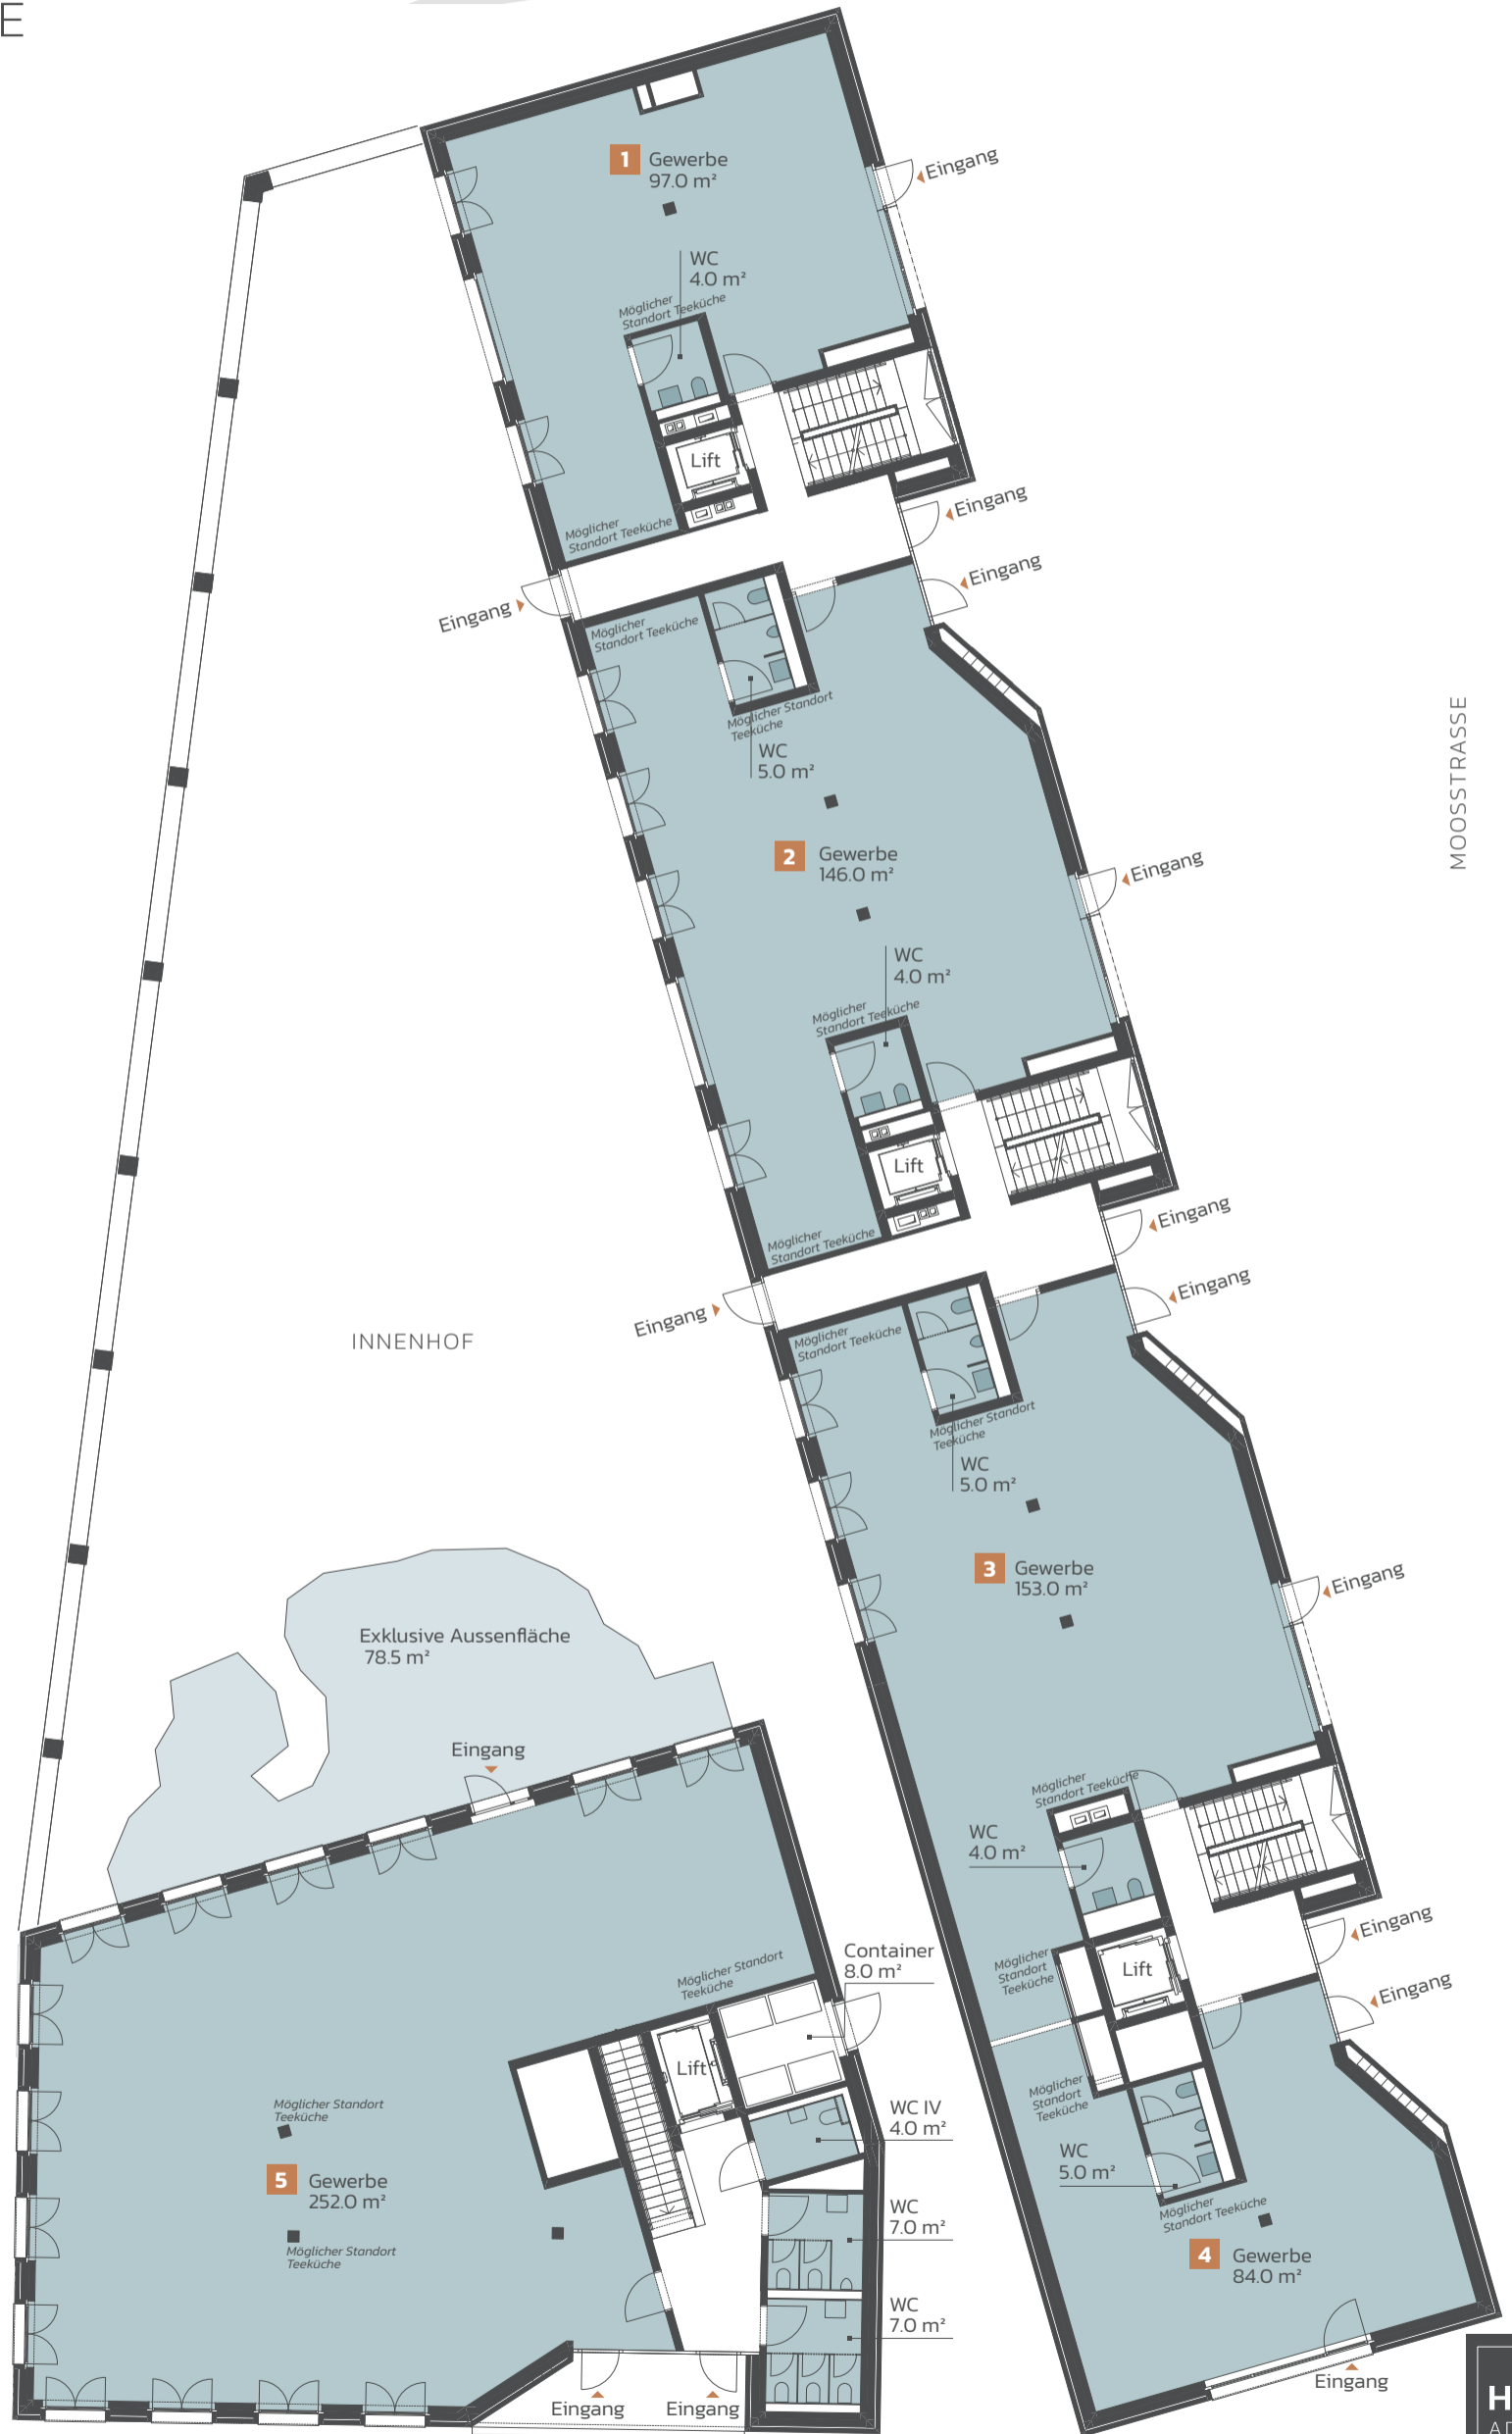 E
1 Gewerbe
97.0 m²
Eingang
WC
4.0 m²
Möglicher
Standort Teeküche
Lift
Eingang
Möglicher
Standort Teeküche
Eingang
Eingang
Möglicher
Standort Teeküche
Möglicher Standort
Teeküche
WC
5.0 m²
MOOSSTRASSE
2 Gewerbe
146.0 m²
Eingang
WC
4.0 m²
Möglicher
Standort Teeküche
Lift
Eingang
Möglicher
Standort Teeküche
Eingang
Eingang
INNENHOF
Möglicher
Standort Teeküche
Möglicher Standort
Teeküche
WC
5.0 m²
3 Gewerbe
153.0 m²
Eingang
Exklusive Aussenfläche
78.5 m²
Eingang
Möglicher
Standort Teeküche
WC
4.0 m²
Eingang
Möglicher
Standort
Teeküche
Lift
Eingang
Container
8.0 m²
Möglicher Standort
Teeküche
Lift
Möglicher
Standort
Teeküche
WC IV
4.0 m²
Möglicher Standort
Teeküche
WC
5.0 m²
5 Gewerbe
252.0 m²
WC
7.0 m²
Möglicher
Standort Teeküche
Möglicher Standort
Teeküche
4 Gewerbe
84.0 m²
WC
7.0 m²
Eingang
Eingang
Eingang
H